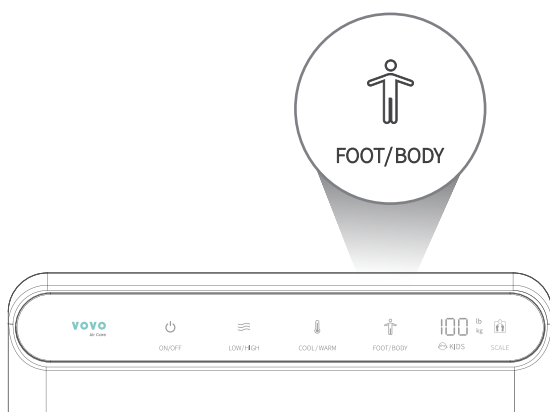 FOOT/BODY
VOVO
Air Care
ON/OFF
LOW/HIGH
COOL/WARM
FOOT/BODY
100 lb kg
KIDS
SCALE